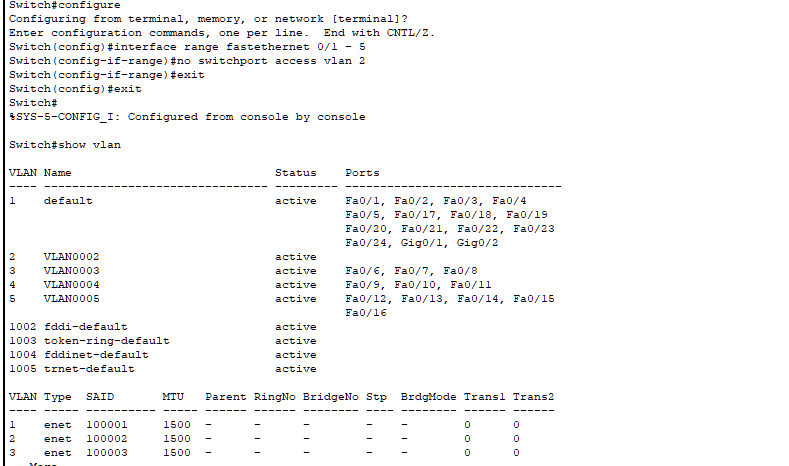 Switch#configure
Configuring from terminal, memory, or network [terminal]?
Enter configuration commands, one per line.  End with CNTL/Z.
Switch(config)#interface range fastethernet 0/1 - 5
Switch(config-if-range)#no switchport access vlan 2
Switch(config-if-range)#exit
Switch(config)#exit
Switch#
%SYS-5-CONFIG_I: Configured from console by console
Switch#show vlan
VLAN Name                             Status    Ports
---- -------------------------------- --------- -------------------------------
1    default                          active    Fa0/1, Fa0/2, Fa0/3, Fa0/4
                                                Fa0/5, Fa0/17, Fa0/18, Fa0/19
                                                Fa0/20, Fa0/21, Fa0/22, Fa0/23
                                                Fa0/24, Gig0/1, Gig0/2
2    VLAN0002                         active
3    VLAN0003                         active    Fa0/6, Fa0/7, Fa0/8
4    VLAN0004                         active    Fa0/9, Fa0/10, Fa0/11
5    VLAN0005                         active    Fa0/12, Fa0/13, Fa0/14, Fa0/15
                                                Fa0/16
1002 fddi-default                     active
1003 token-ring-default               active
1004 fddinet-default                  active
1005 trnet-default                    active
VLAN Type  SAID       MTU   Parent RingNo BridgeNo Stp  BrdgMode Trans1 Trans2
---- ----- ---------- ----- ------ ------ -------- ---- -------- ------ ------
1    enet  100001     1500  -      -      -        -    -        0      0
2    enet  100002     1500  -      -      -        -    -        0      0
3    enet  100003     1500  -      -      -        -    -        0      0